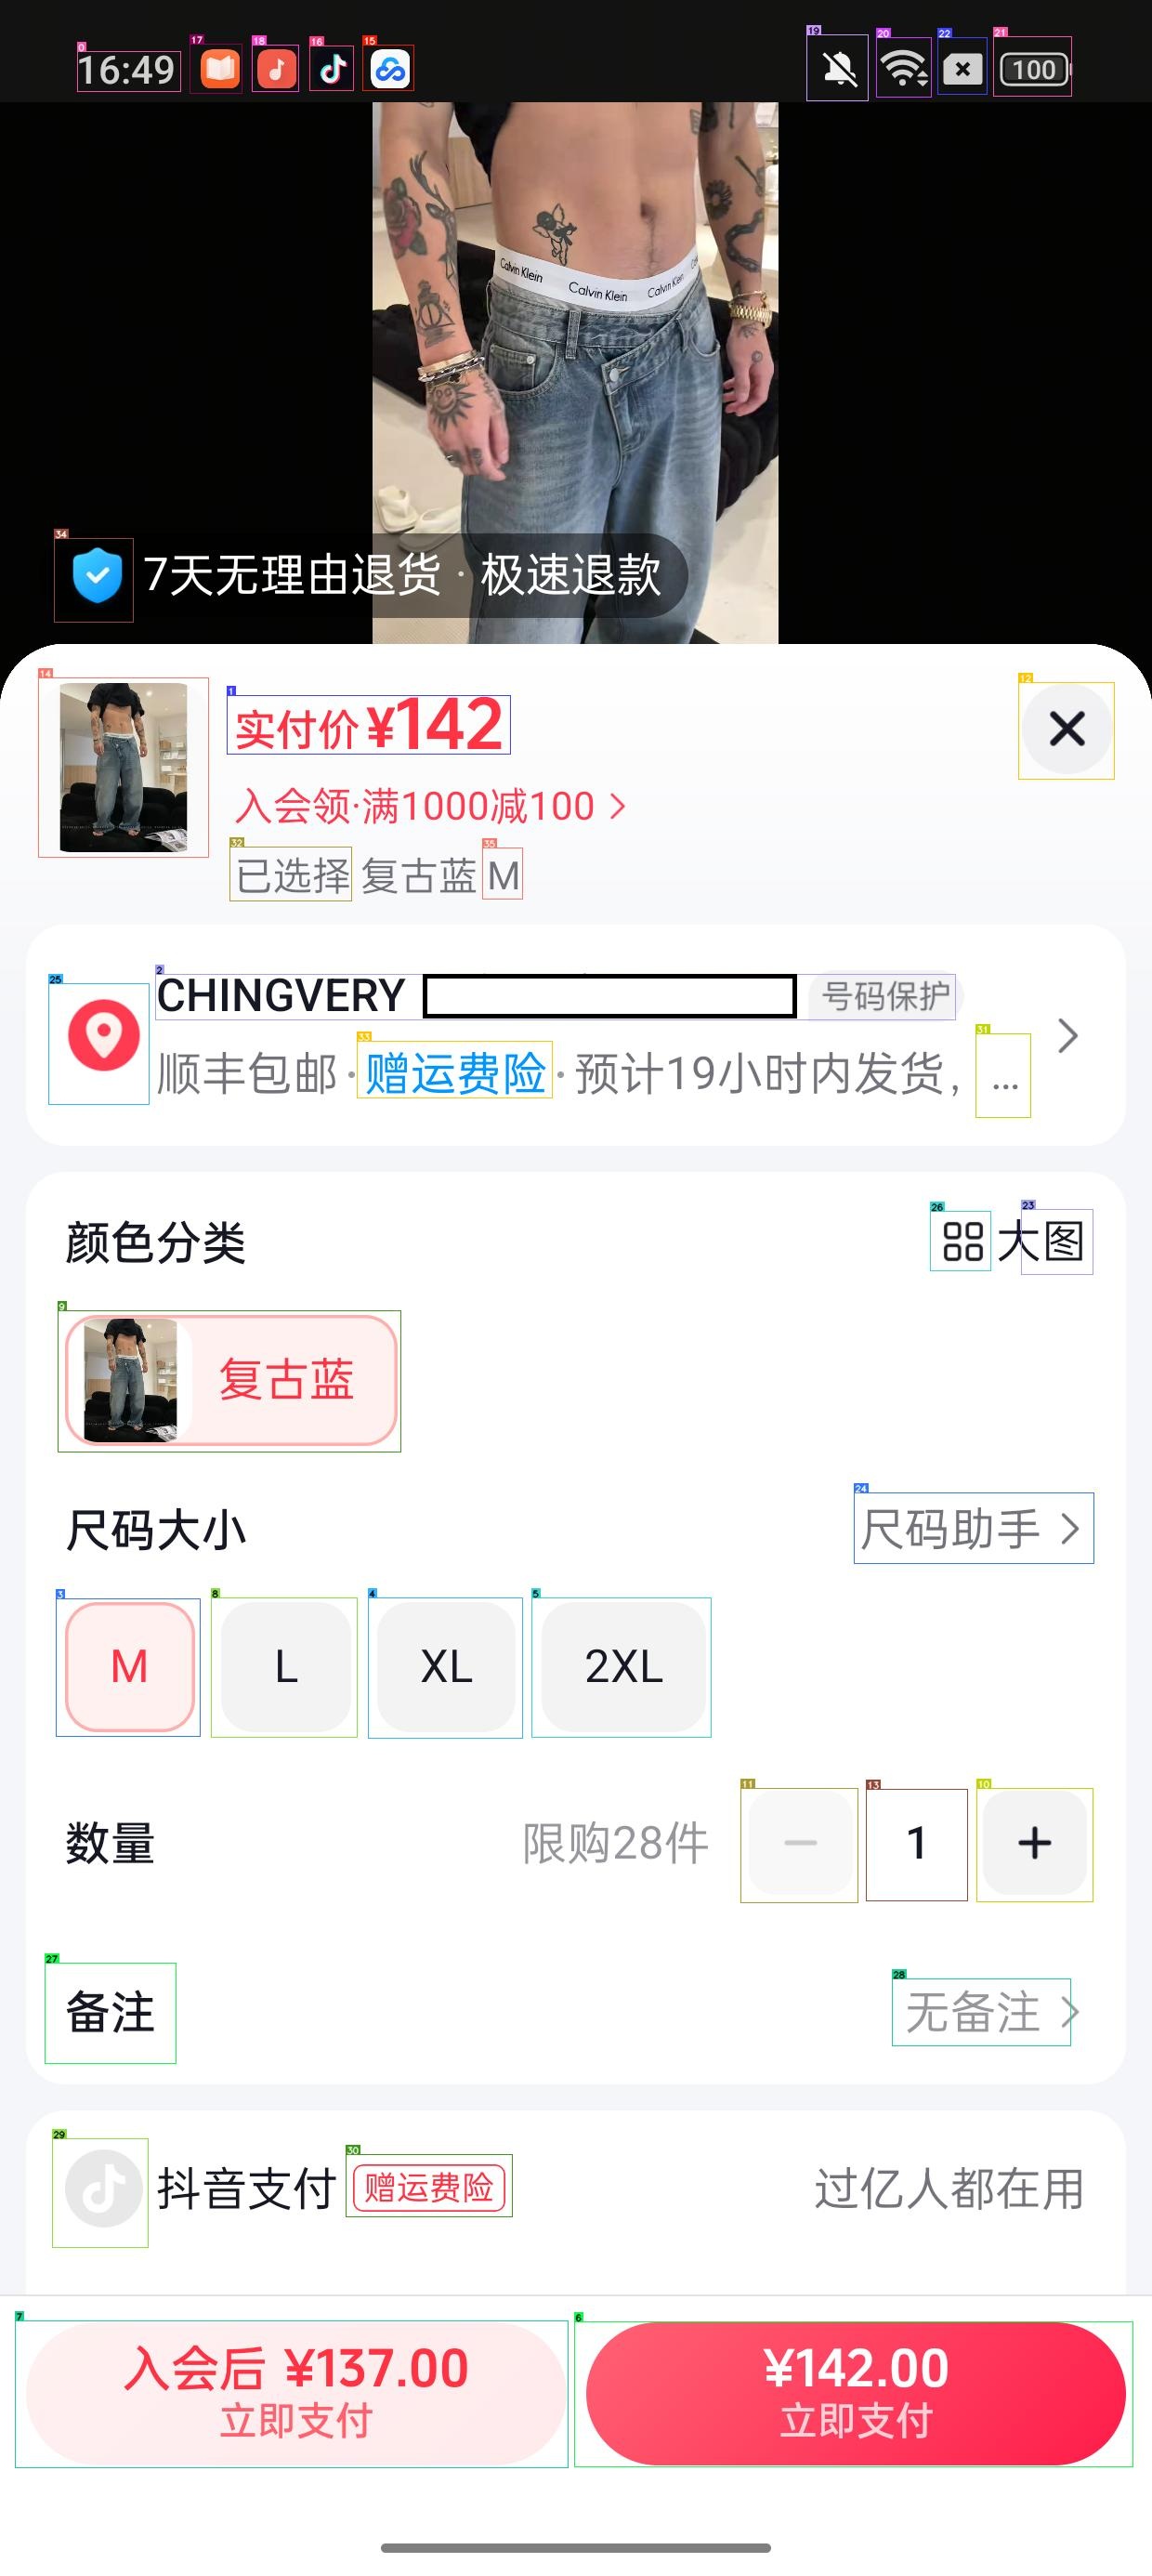 16:49
100
Calvin Klein Calvin Klein Calvin Klein
7天无理由退货 · 极速退款
实付价 ¥142
入会领·满1000减100 >
已选择 复古蓝 M
CHINGVERY 号码保护
顺丰包邮 · 赠运费险 · 预计19小时内发货, ...
颜色分类 大图
复古蓝
尺码大小 尺码助手 >
M L XL 2XL
数量 限购28件 − 1 +
备注 无备注 >
抖音支付 赠运费险 过亿人都在用
入会后 ¥137.00 ¥142.00
立即支付 立即支付